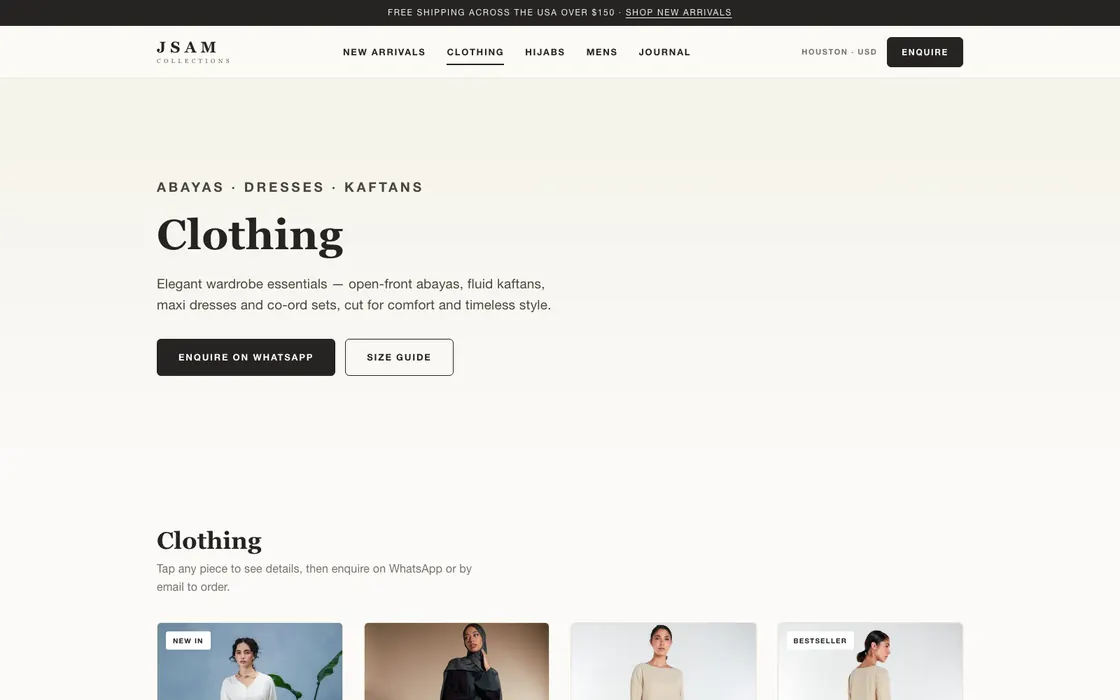 FREE SHIPPING ACROSS THE USA OVER $150 · SHOP NEW ARRIVALS
JSAM
COLLECTIONS
NEW ARRIVALS
CLOTHING
HIJABS
MENS
JOURNAL
HOUSTON · USD
ENQUIRE
ABAYAS · DRESSES · KAFTANS
Clothing
Elegant wardrobe essentials — open-front abayas, fluid kaftans,
maxi dresses and co-ord sets, cut for comfort and timeless style.
ENQUIRE ON WHATSAPP
SIZE GUIDE
Clothing
Tap any piece to see details, then enquire on WhatsApp or by
email to order.
NEW IN
BESTSELLER